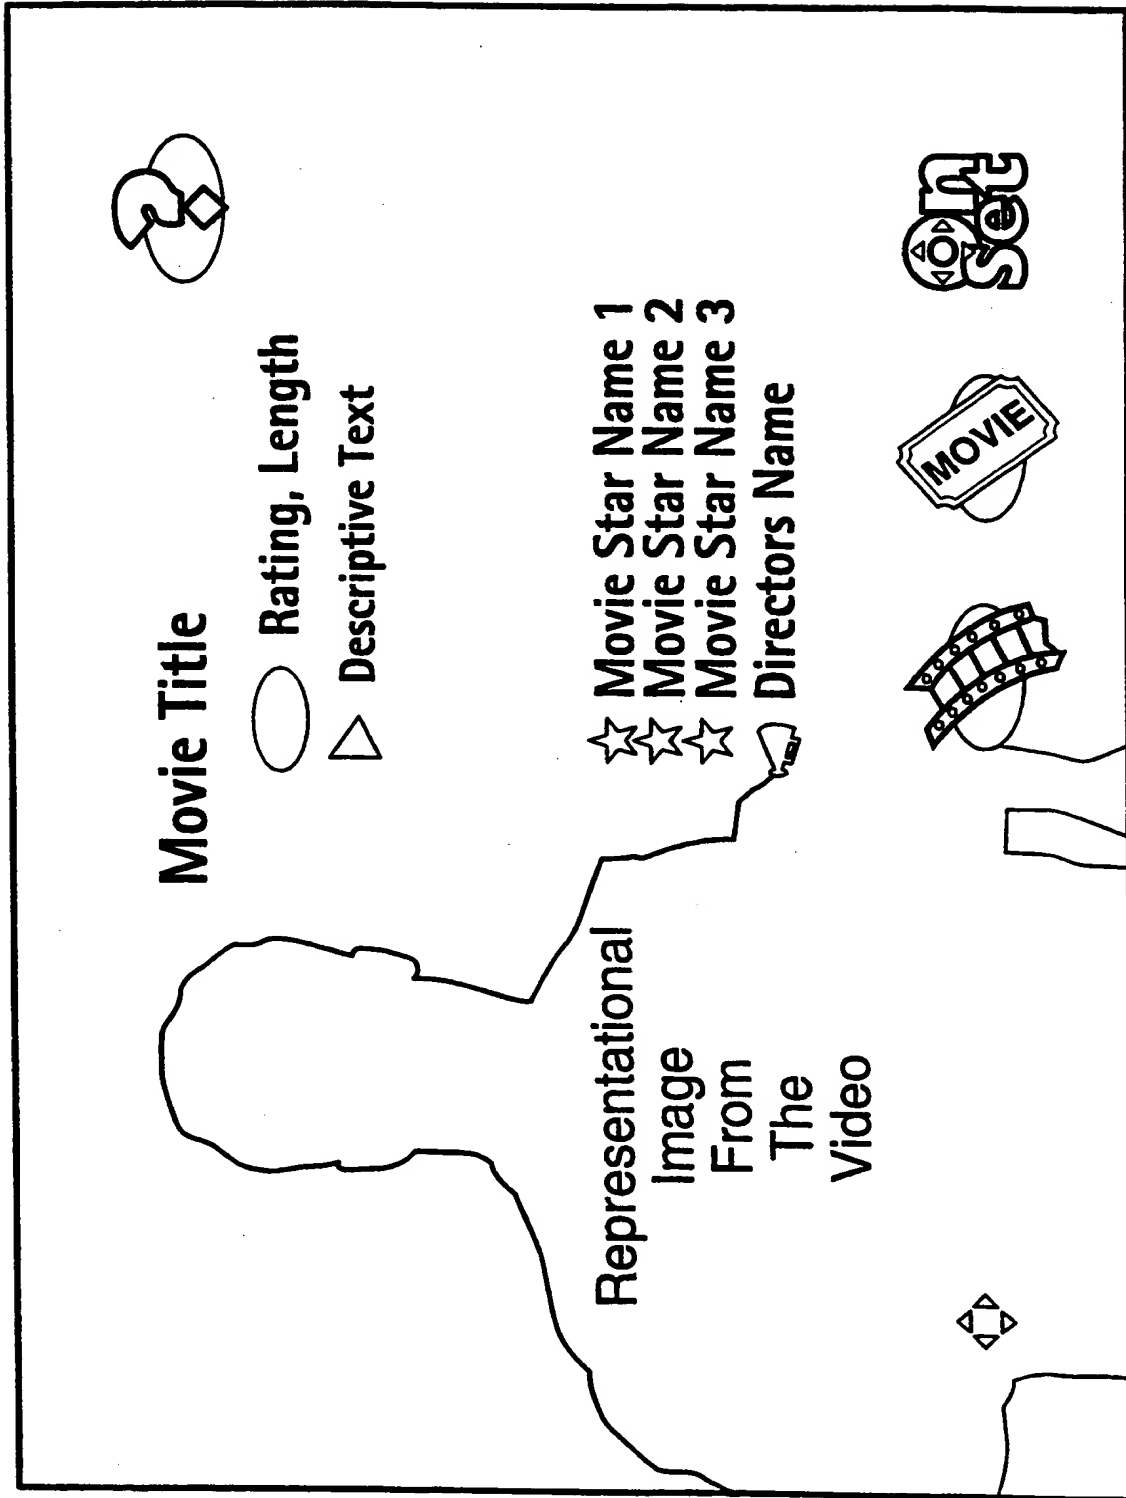 Movie Title
Rating, Length
Descriptive Text
Movie Star Name 1
Movie Star Name 2
Movie Star Name 3
Directors Name
Representational
Image
From
The
Video
MOVIE
on
set